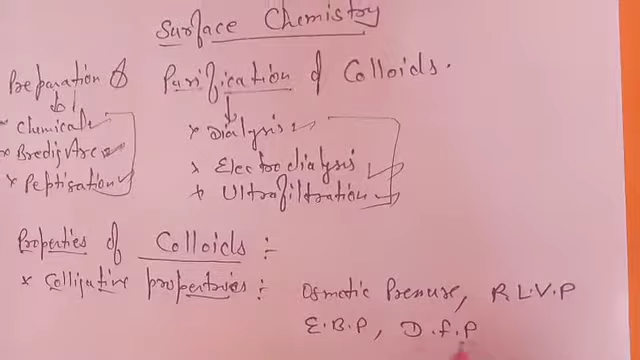 Surface Chemistry
Preparation & Purification of Colloids.
* Chemical * Dialysis
* Bredig's Arc * Electrodialysis
* Peptisation * Ultrafiltration
Properties of Colloids :-
* Colligative properties : Osmotic Pressure, R.L.V.P
E.B.P, D.f.P